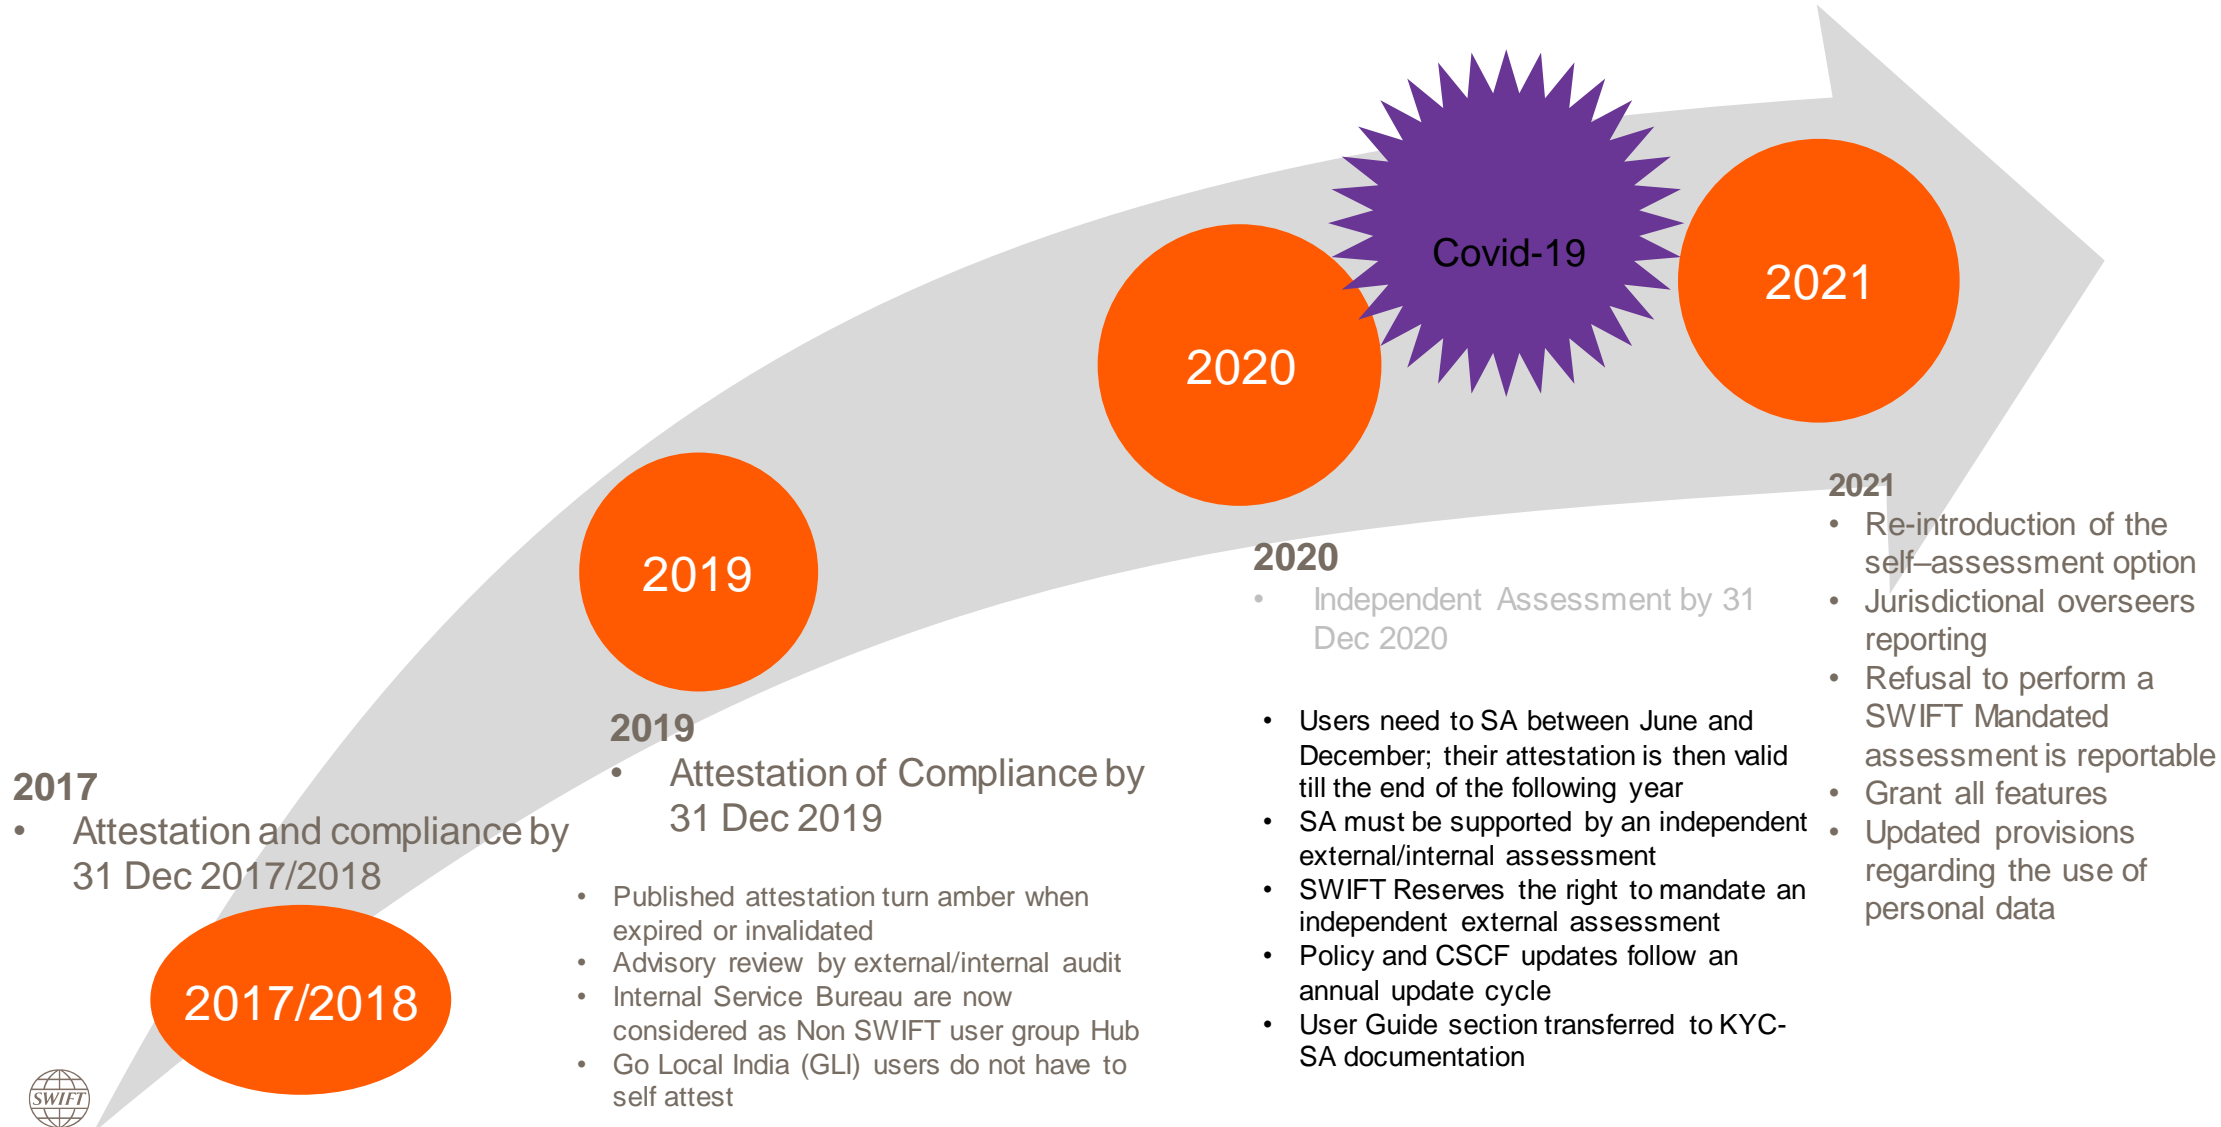 Covid-19
2021
2020
2019
2017/2018
2017
• Attestation and compliance by
31 Dec 2017/2018
2019
• Attestation of Compliance by
31 Dec 2019
• Published attestation turn amber when
expired or invalidated
• Advisory review by external/internal audit
• Internal Service Bureau are now
considered as Non SWIFT user group Hub
• Go Local India (GLI) users do not have to
self attest
2020
• Independent Assessment by 31
Dec 2020
• Users need to SA between June and
December; their attestation is then valid
till the end of the following year
• SA must be supported by an independent
external/internal assessment
• SWIFT Reserves the right to mandate an
independent external assessment
• Policy and CSCF updates follow an
annual update cycle
• User Guide section transferred to KYC-
SA documentation
2021
• Re-introduction of the
self–assessment option
• Jurisdictional overseers
reporting
• Refusal to perform a
SWIFT Mandated
assessment is reportable
• Grant all features
• Updated provisions
regarding the use of
personal data
SWIFT